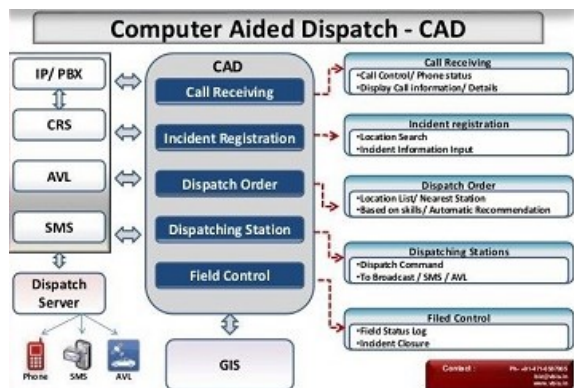 Computer Aided Dispatch - CAD
IP/ PBX
CRS
AVL
SMS
Dispatch
Server
Phone
SMS
AVL
CAD
Call Receiving
Incident Registration
Dispatch Order
Dispatching Station
Field Control
GIS
Call Receiving
•Call Control/ Phone status
•Display Call information/ Details
Incident registration
•Location Search
•Incident Information Input
Dispatch Order
•Location List/ Nearest Station
•Based on skills/ Automatic Recommendation
Dispatching Stations
•Dispatch Command
•To Broadcast / SMS / AVL
Filed Control
•Field Status Log
•Incident Closure
Contact :